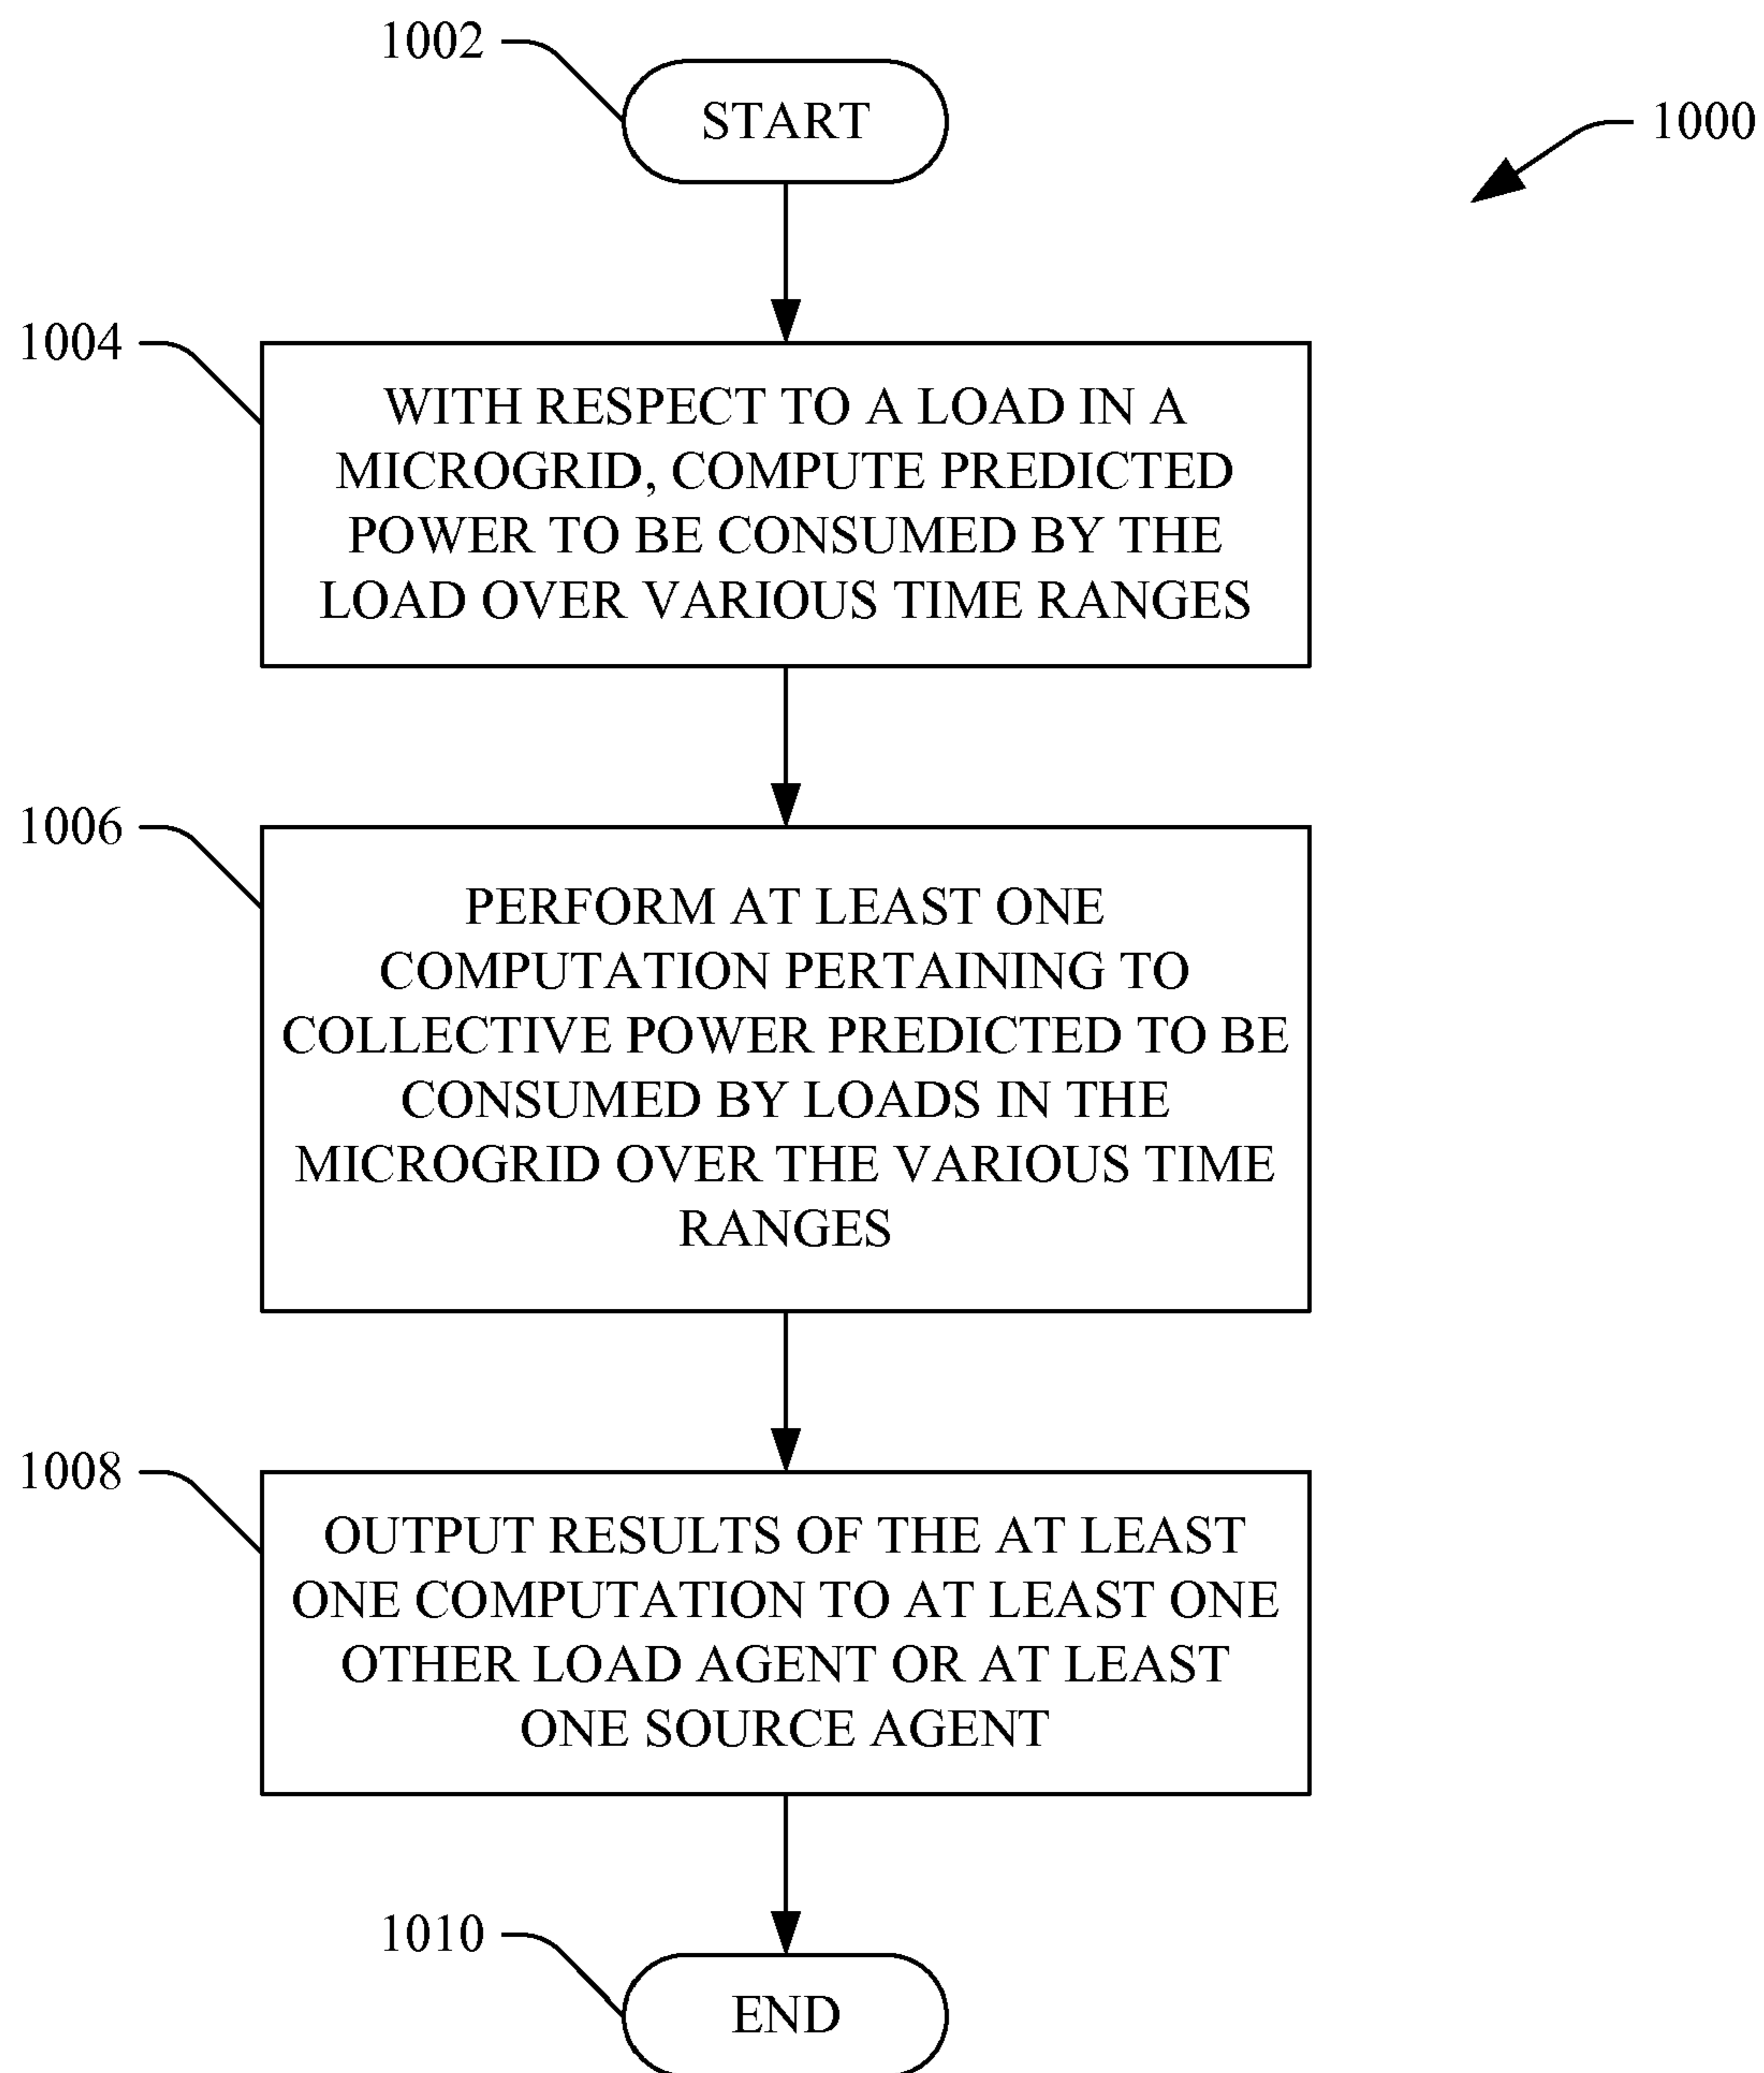 1002
START
1000
1004
WITH RESPECT TO A LOAD IN A
MICROGRID, COMPUTE PREDICTED
POWER TO BE CONSUMED BY THE
LOAD OVER VARIOUS TIME RANGES
1006
PERFORM AT LEAST ONE
COMPUTATION PERTAINING TO
COLLECTIVE POWER PREDICTED TO BE
CONSUMED BY LOADS IN THE
MICROGRID OVER THE VARIOUS TIME
RANGES
1008
OUTPUT RESULTS OF THE AT LEAST
ONE COMPUTATION TO AT LEAST ONE
OTHER LOAD AGENT OR AT LEAST
ONE SOURCE AGENT
1010
END